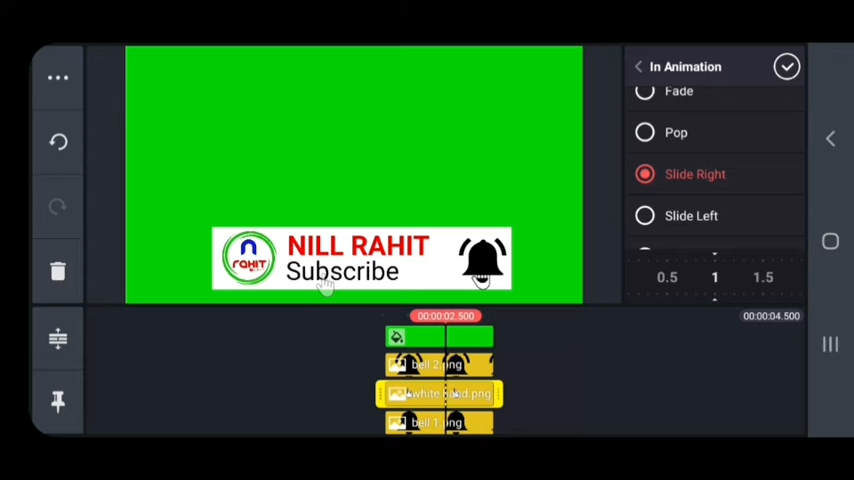 In Animation
Fade
Pop
Slide Right
Slide Left
0.5 1 1.5
NILL RAHIT
Subscribe
RAHIT
00:00:02.500
00:00:04.500
bell 2.png
white hand.png
bell 1.png